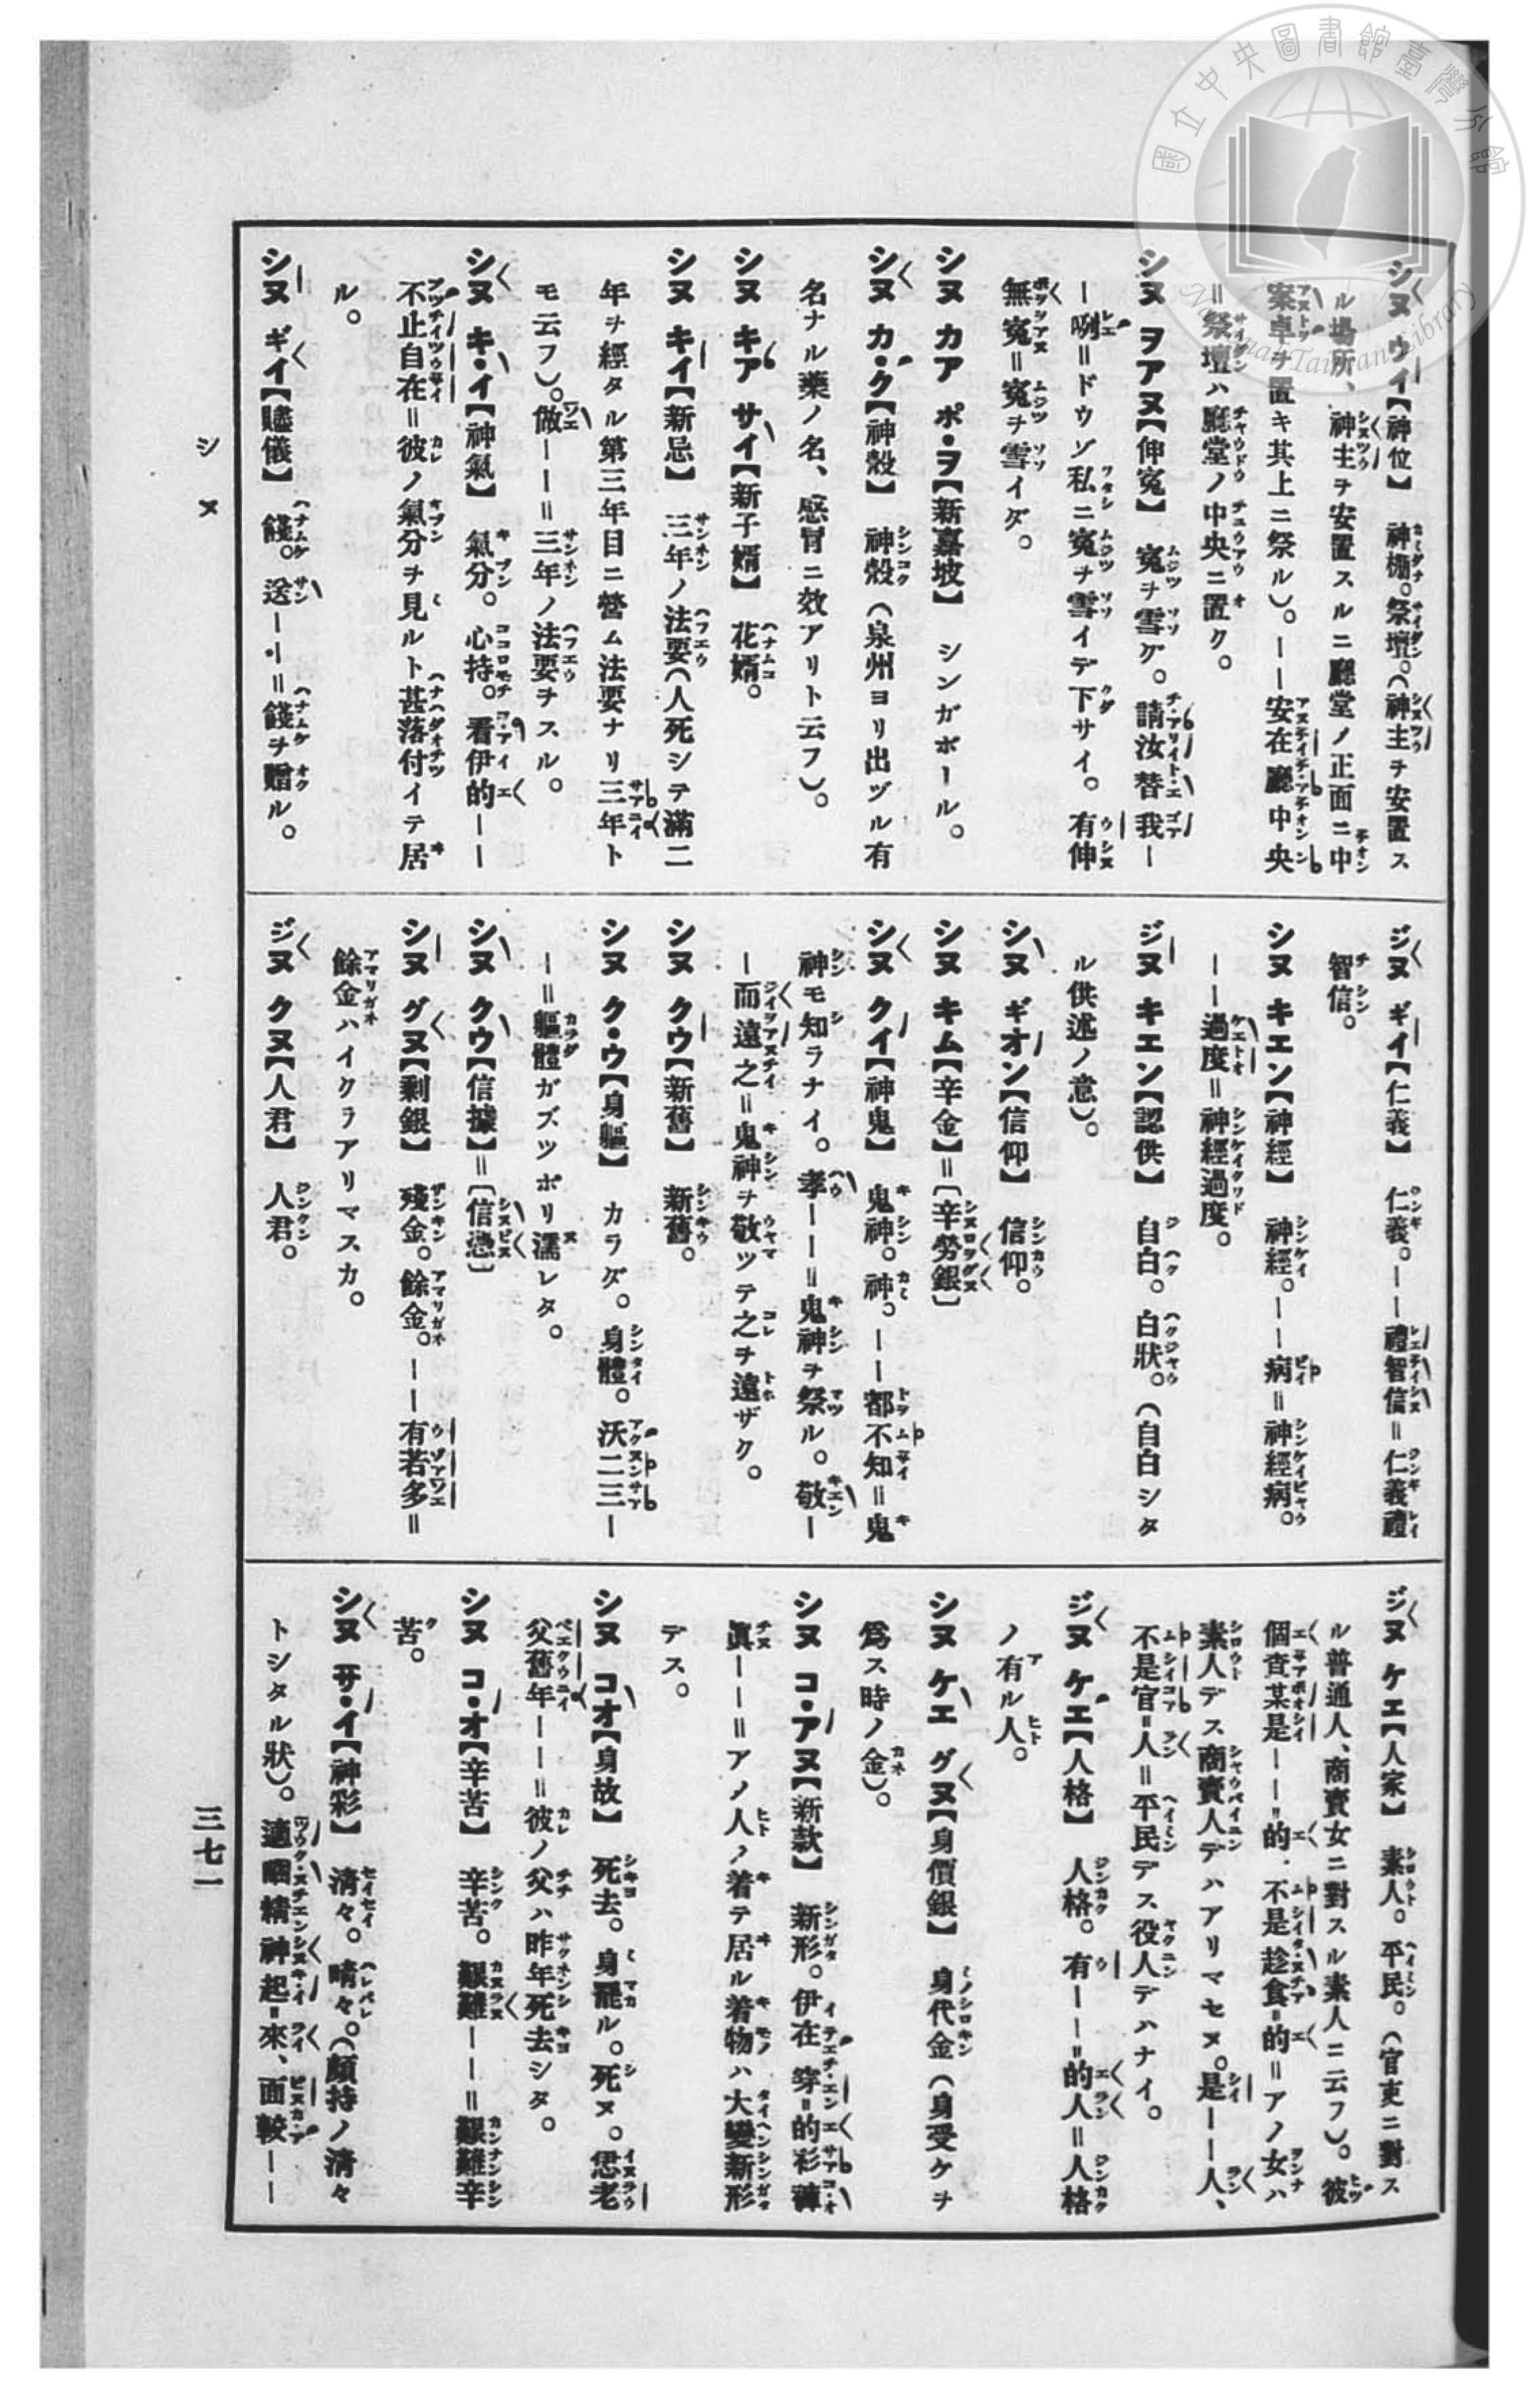 國立中央圖書館臺灣分館
National Taiwan Library
シヌ ウイ【神位】 神棚。祭壇。(神主ヲ安置ス
ル場所、神主ヲ安置スルニ廳堂ノ正面ニ中
案卓ヲ置キ其上ニ祭ル)。——安在廳中央
=祭壇ハ廳堂ノ中央ニ置ク。
シヌ ヲアヌ【伸寃】 寃ヲ雪グ。請汝替我—
—咧=ドウゾ私ニ寃ヲ雪イデ下サイ。有伸
無寃=寃ヲ雪イダ。
シヌ カア ポ・ヲ【新嘉坡】 シンガポール。
シヌ カ・ク【神殼】 神殼(泉州ヨリ出ヅル有
名ナル藥ノ名、感冒ニ效アリト云フ)。
シヌ キア サイ【新子婿】 花婿。
シヌ キイ【新忌】 三年ノ法要(人死シテ滿二
年ヲ經タル第三年目ニ營ム法要ナリ三年ト
モ云フ)。做——=三年ノ法要ヲスル。
シヌ キ・イ【神氣】 氣分。心持。看伊的——
不止自在=彼ノ氣分ヲ見ルト甚落付イテ居
ル。
シヌ ギイ【贐儀】 餞。送—・—=餞ヲ贈ル。
ジヌ ギイ【仁義】 仁義。——禮智信=仁義禮
智信。
シヌ キエン【神經】 神經。——病=神經病。
——過度=神經過度。
ジヌ キエン【認供】 自白。白狀。(自白シタ
ル供述ノ意)。
シヌ ギオン【信仰】 信仰。
シヌ キム【辛金】=〔辛勞銀〕
シヌ クイ【神鬼】 鬼神。神。——都不知=鬼
神モ知ラナイ。孝——=鬼神ヲ祭ル。敬—
—而遠之=鬼神ヲ敬ツテ之ヲ遠ザク。
シヌ クウ【新舊】 新舊。
シヌ ク・ウ【身軀】 カラダ。身體。沃二三—
—=軀體ガズツポリ濡レタ。
シヌ クウ【信據】=〔信憑〕
シヌ グヌ【剩銀】 殘金。餘金。——有若多=
餘金ハイクラアリマスカ。
ジヌ クヌ【人君】 人君。
ジヌ ケエ【人家】 素人。平民。(官吏ニ對ス
ル普通人、商賣女ニ對スル素人ニ云フ)。彼
個査某是——=的.不是趁食=的=アノ女ハ
素人デス商賣人デハアリマセヌ。是——人、
不是官=人=平民デス役人デハナイ。
ジヌ ケエ【人格】 人格。有——=的人=人格
ノ有ル人。
シヌ ケエ グヌ【身價銀】 身代金(身受ケヲ
爲ス時ノ金)。
シヌ コ・アヌ【新款】 新形。伊在穿=的衫褲
眞——=アノ人ノ着テ居ル着物ハ大變新形
デス。
シヌ コオ【身故】 死去。身罷ル。死ヌ。恁老
父舊年——=彼ノ父ハ昨年死去シタ。
シヌ コ・オ【辛苦】 辛苦。艱難——=艱難辛
苦。
シヌ サ・イ【神彩】 清々。晴々。(顏持ノ清々
トシタル狀)。適睏精神起=來、面較——
シヌ
三七一